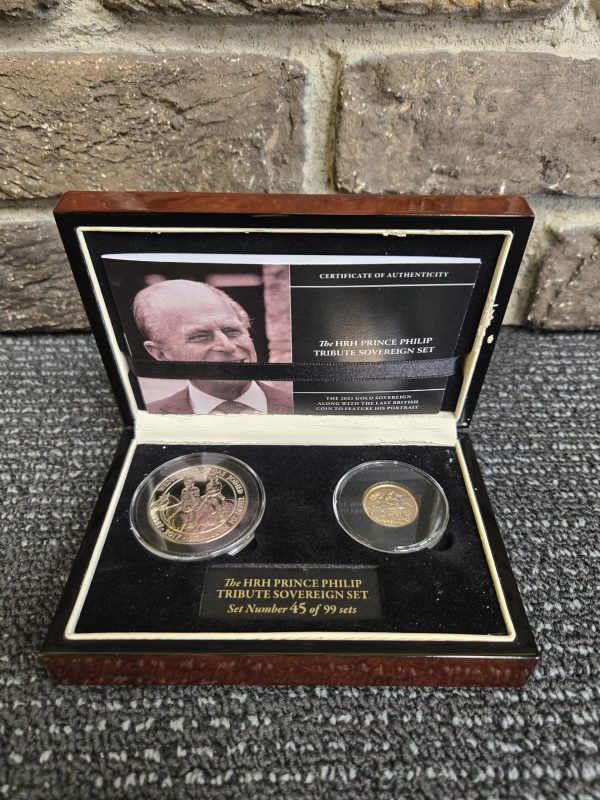 CERTIFICATE OF AUTHENTICITY
The HRH PRINCE PHILIP
TRIBUTE SOVEREIGN SET
THE 2021 GOLD SOVEREIGN
ALONG WITH THE LAST BRITISH
COIN TO FEATURE HIS PORTRAIT
The HRH PRINCE PHILIP
TRIBUTE SOVEREIGN SET
Set Number 45 of 99 sets